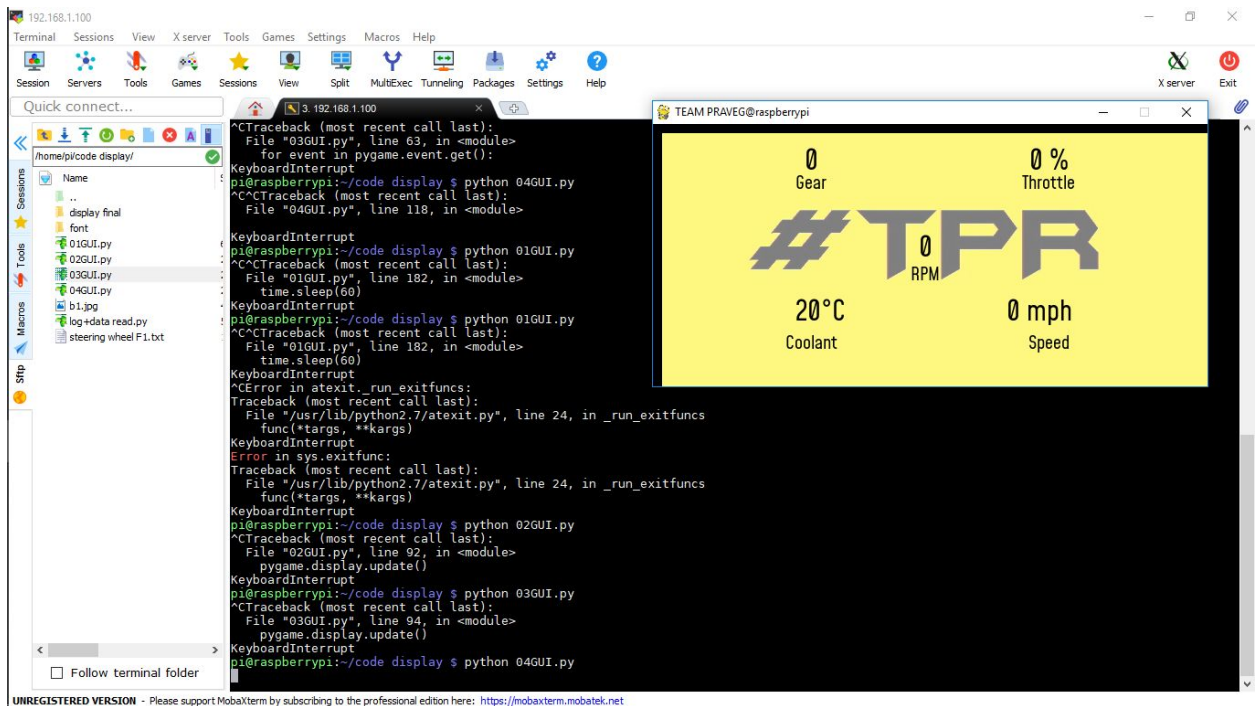 192.168.1.100
Terminal Sessions View X server Tools Games Settings Macros Help
Session Servers Tools Games Sessions View Split MultiExec Tunneling Packages Settings Help X server Exit
Quick connect...
3. 192.168.1.100
/home/pi/code display/
Name
..
display final
font
01GUI.py
02GUI.py
03GUI.py
04GUI.py
b1.jpg
log+data read.py
steering wheel F1.txt
Sessions
Tools
Macros
Sftp
Follow terminal folder
^CTraceback (most recent call last):
File "03GUI.py", line 63, in <module>
for event in pygame.event.get():
KeyboardInterrupt
pi@raspberrypi:~/code display $ python 04GUI.py
^C^CTraceback (most recent call last):
File "04GUI.py", line 118, in <module>
KeyboardInterrupt
pi@raspberrypi:~/code display $ python 01GUI.py
^C^CTraceback (most recent call last):
File "01GUI.py", line 182, in <module>
time.sleep(60)
KeyboardInterrupt
pi@raspberrypi:~/code display $ python 01GUI.py
^C^CTraceback (most recent call last):
File "01GUI.py", line 182, in <module>
time.sleep(60)
KeyboardInterrupt
^CError in atexit._run_exitfuncs:
Traceback (most recent call last):
File "/usr/lib/python2.7/atexit.py", line 24, in _run_exitfuncs
func(*targs, **kargs)
KeyboardInterrupt
Error in sys.exitfunc:
Traceback (most recent call last):
File "/usr/lib/python2.7/atexit.py", line 24, in _run_exitfuncs
func(*targs, **kargs)
KeyboardInterrupt
pi@raspberrypi:~/code display $ python 02GUI.py
^CTraceback (most recent call last):
File "02GUI.py", line 92, in <module>
pygame.display.update()
KeyboardInterrupt
pi@raspberrypi:~/code display $ python 03GUI.py
^CTraceback (most recent call last):
File "03GUI.py", line 94, in <module>
pygame.display.update()
KeyboardInterrupt
pi@raspberrypi:~/code display $ python 04GUI.py
TEAM PRAVEG@raspberrypi
0 0 %
Gear Throttle
#TPR
0
RPM
20°C 0 mph
Coolant Speed
UNREGISTERED VERSION - Please support MobaXterm by subscribing to the professional edition here: https://mobaxterm.mobatek.net